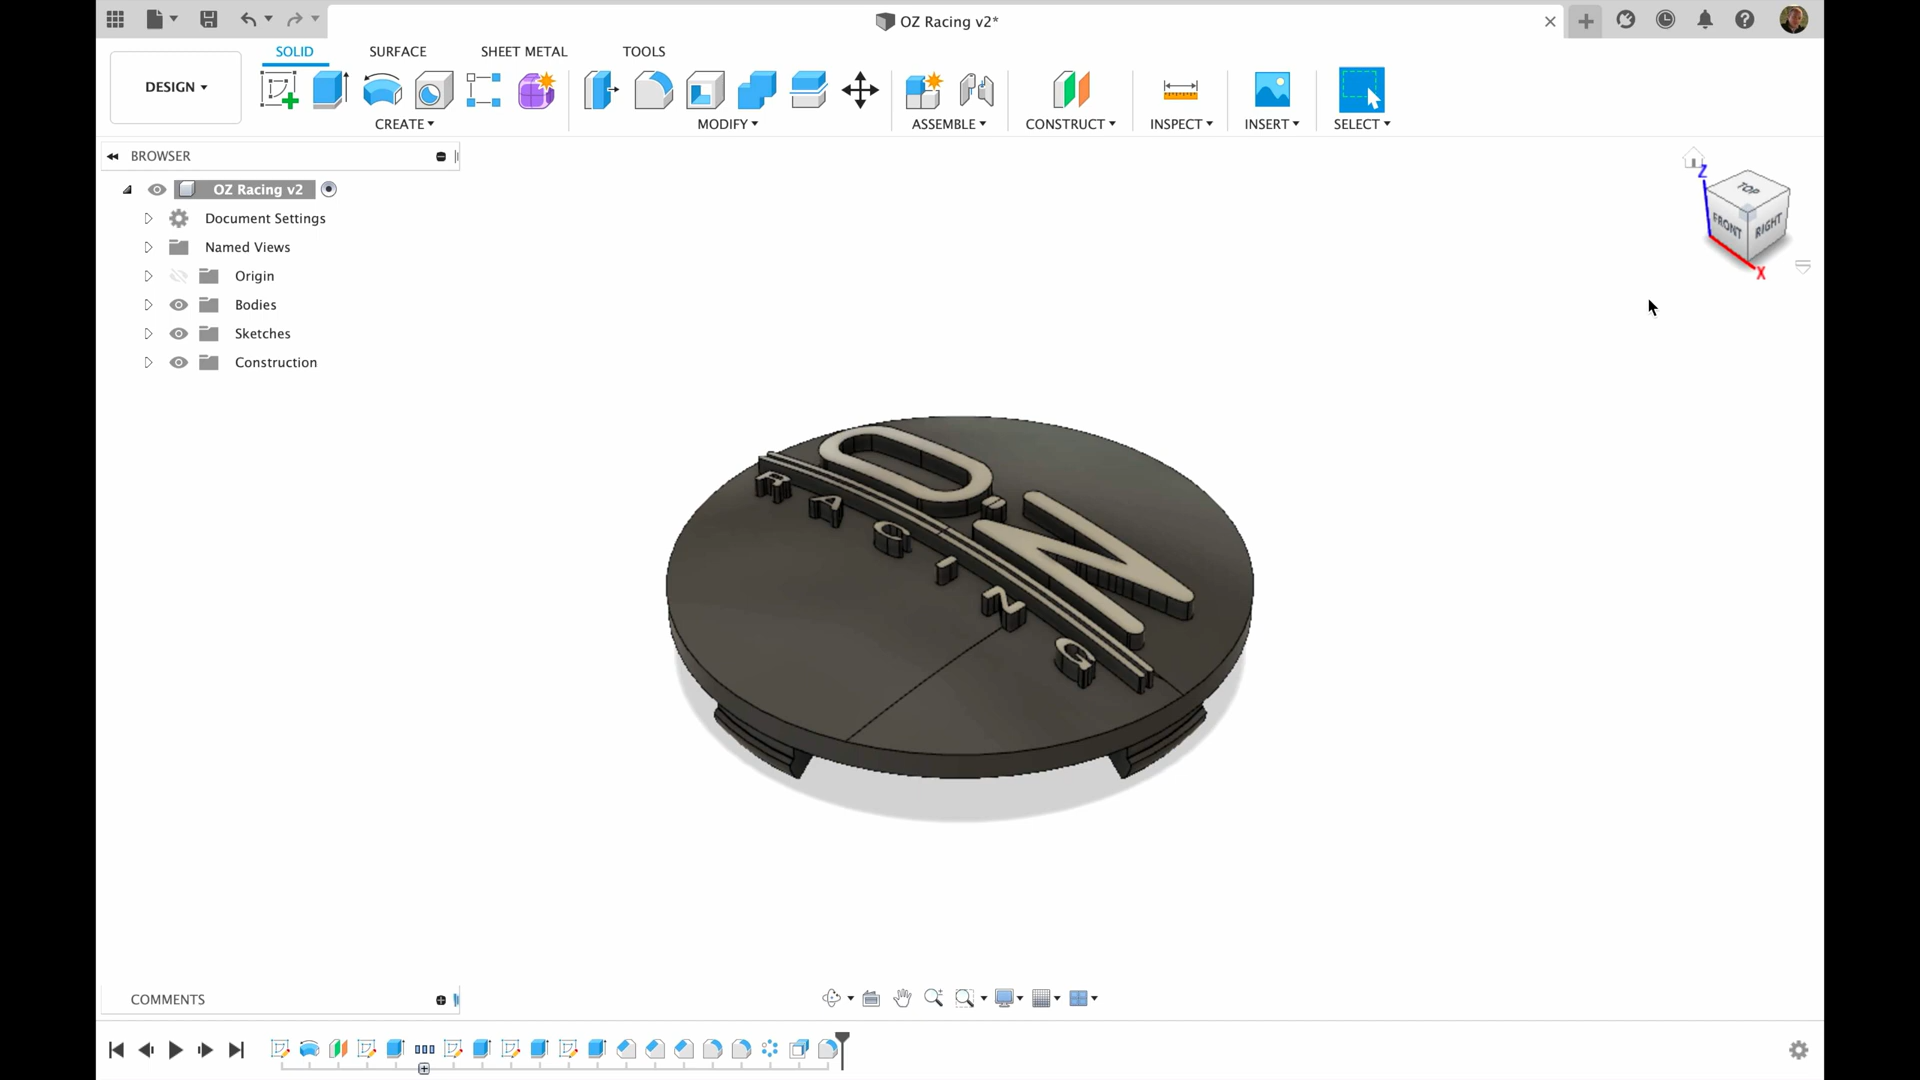 OZ Racing v2*
DESIGN
SOLID
SURFACE
SHEET METAL
TOOLS
CREATE
MODIFY
ASSEMBLE
CONSTRUCT
INSPECT
INSERT
SELECT
BROWSER
OZ Racing v2
Document Settings
Named Views
Origin
Bodies
Sketches
Construction
Z
TOP
FRONT
RIGHT
X
O.Z
RACING
COMMENTS